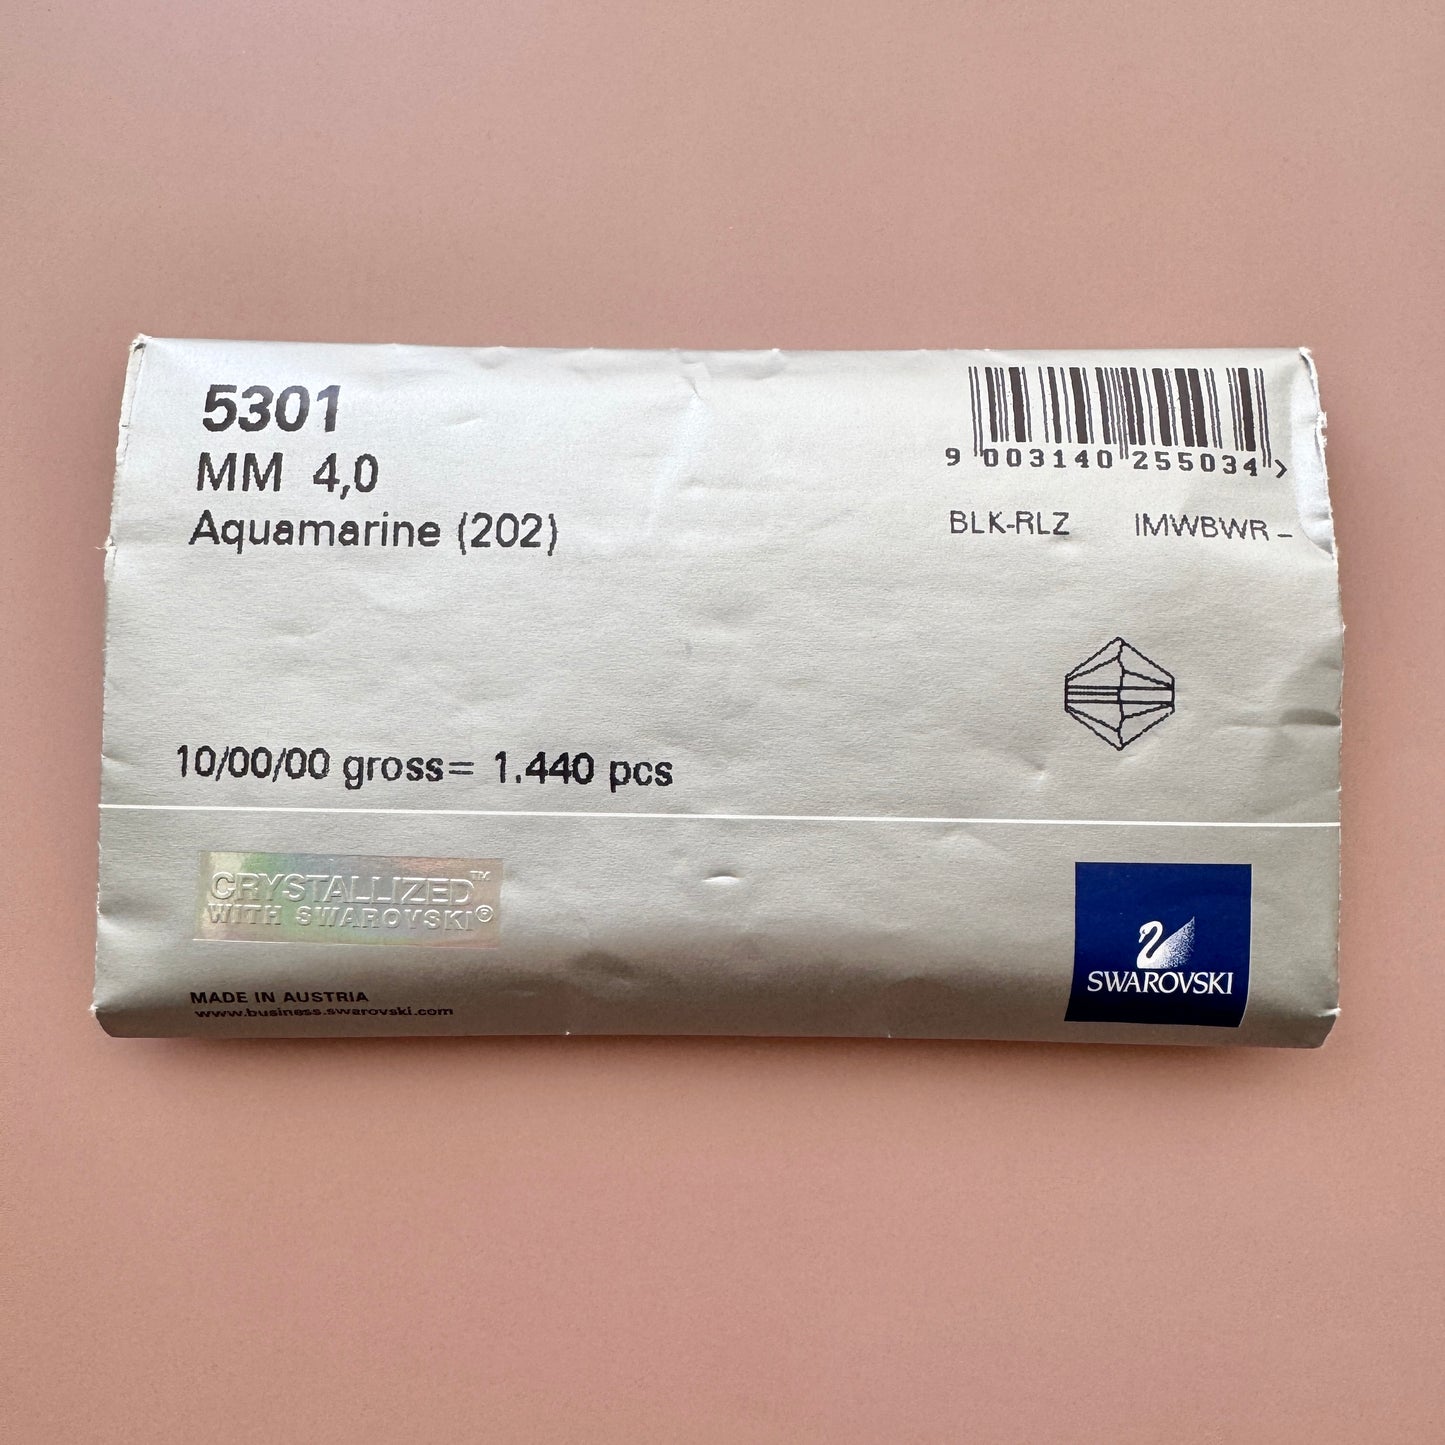 5301
MM 4,0
Aquamarine (202)
9 003140 255034 >
BLK-RLZ IMWBWR -
10/00/00 gross= 1.440 pcs
CRYSTALLIZED™
WITH SWAROVSKI®
MADE IN AUSTRIA
www.business.swarovski.com
SWAROVSKI